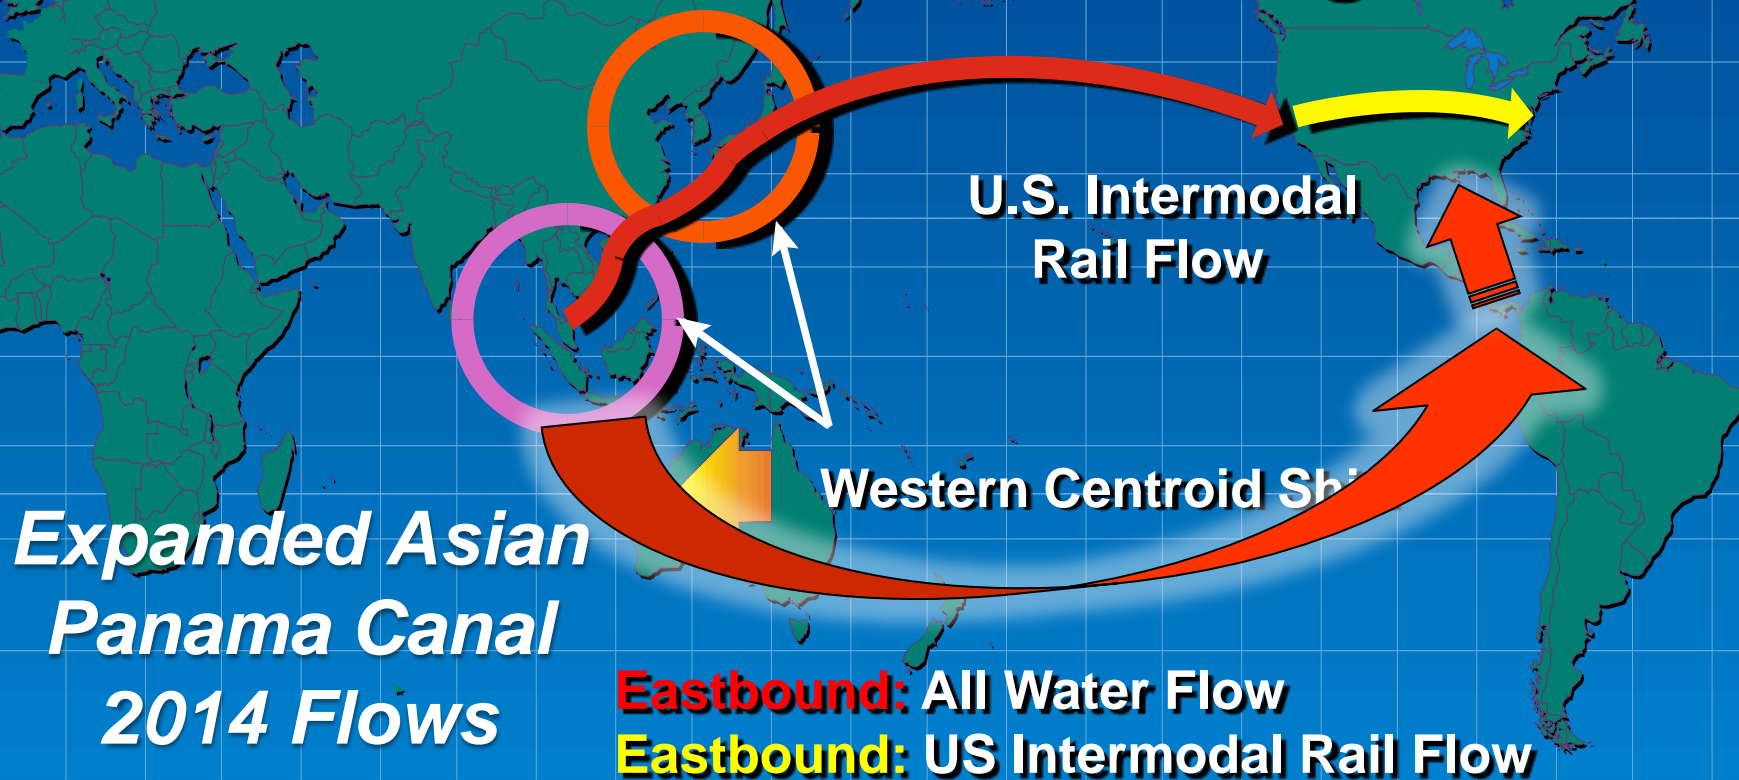 U.S. Intermodal
Rail Flow
Western Centroid
Expanded Asian
Panama Canal
2014 Flows
Eastbound: All Water Flow
Eastbound: US Intermodal Rail Flow